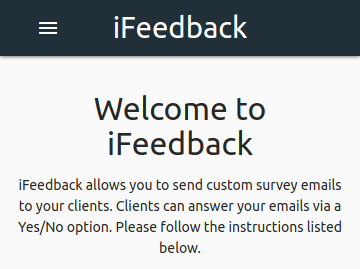 iFeedback
Welcome to
iFeedback
iFeedback allows you to send custom survey emails
to your clients. Clients can answer your emails via a
Yes/No option. Please follow the instructions listed
below.